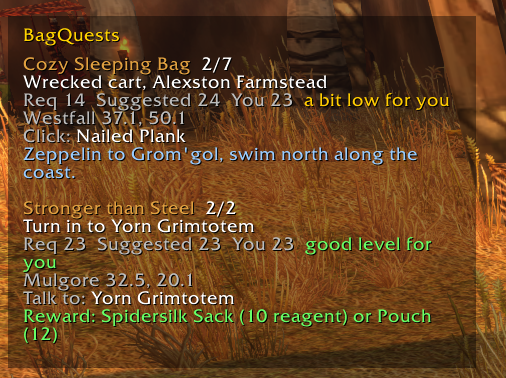 BagQuests
Cozy Sleeping Bag 2/7
Wrecked cart, Alexston Farmstead
Req 14 Suggested 24 You 23 a bit low for you
Westfall 37.1, 50.1
Click: Nailed Plank
Zeppelin to Grom'gol, swim north along the
coast.
Stronger than Steel 2/2
Turn in to Yorn Grimtotem
Req 23 Suggested 23 You 23 good level for
you
Mulgore 32.5, 20.1
Talk to: Yorn Grimtotem
Reward: Spidersilk Sack (10 reagent) or Pouch
(12)